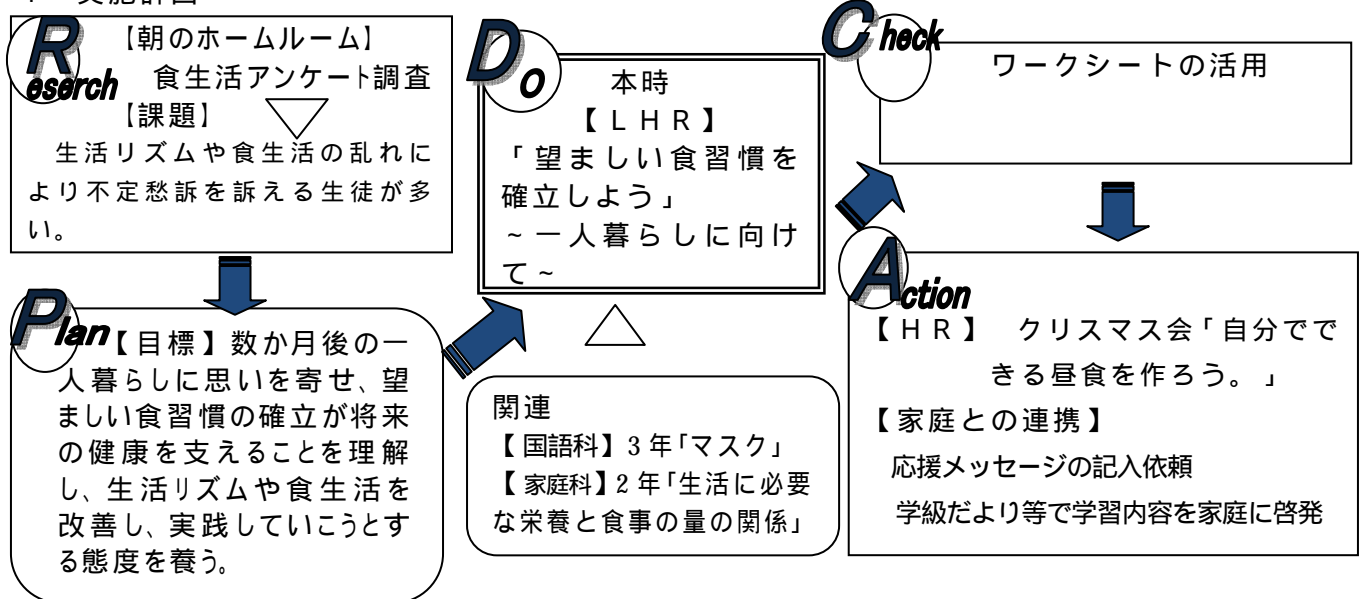 Reserch
【朝のホームルーム】
食生活アンケート調査
【課題】
生活リズムや食生活の乱れに
より不定愁訴を訴える生徒が多
い。
Plan
【目標】数か月後の一
人暮らしに思いを寄せ、望
ましい食習慣の確立が将来
の健康を支えることを理解
し、生活リズムや食生活を
改善し、実践していこうとす
る態度を養う。
Do
本時
【ＬＨＲ】
「望ましい食習慣を
確立しよう」
~一人暮らしに向け
て~
関連
【国語科】3年「マスク」
【家庭科】2年「生活に必要
な栄養と食事の量の関係」
Check
ワークシートの活用
Action
【ＨＲ】　クリスマス会「自分でで
きる昼食を作ろう。」
【家庭との連携】
応援メッセージの記入依頼
学級だより等で学習内容を家庭に啓発